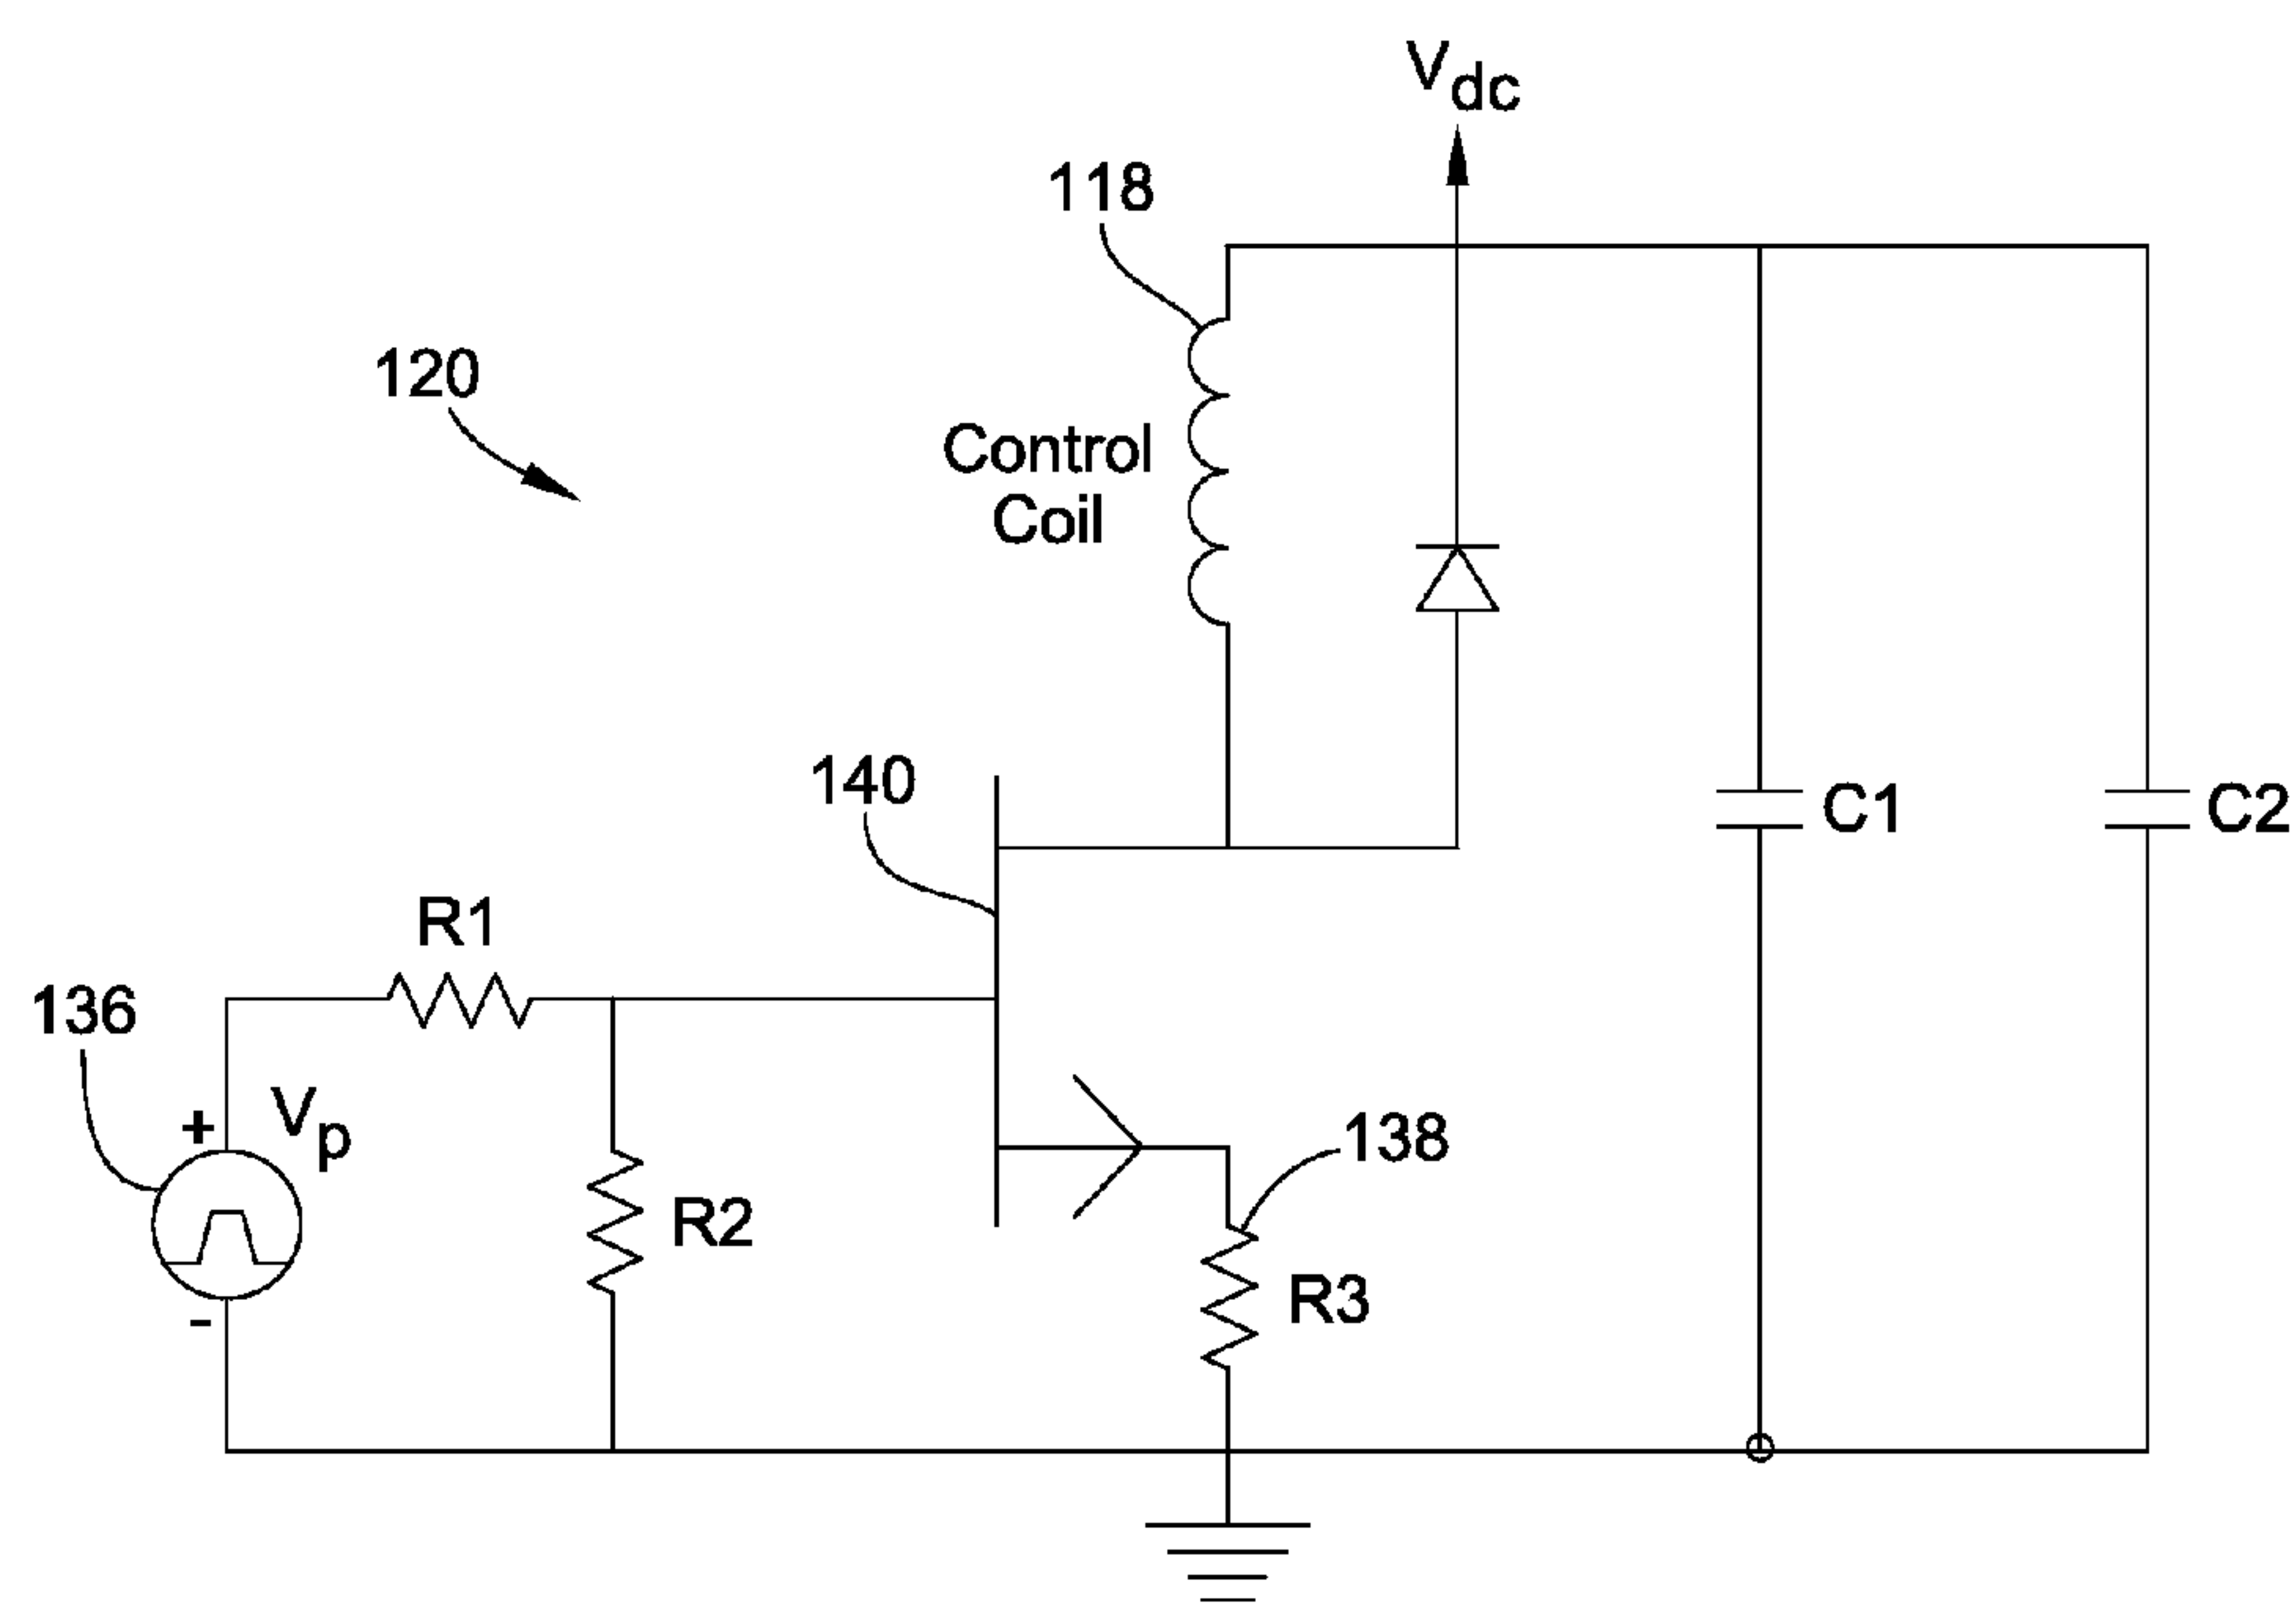 Vdc
118
120
Control
Coil
140
C1
C2
R1
136
Vp
+
138
R2
R3
-